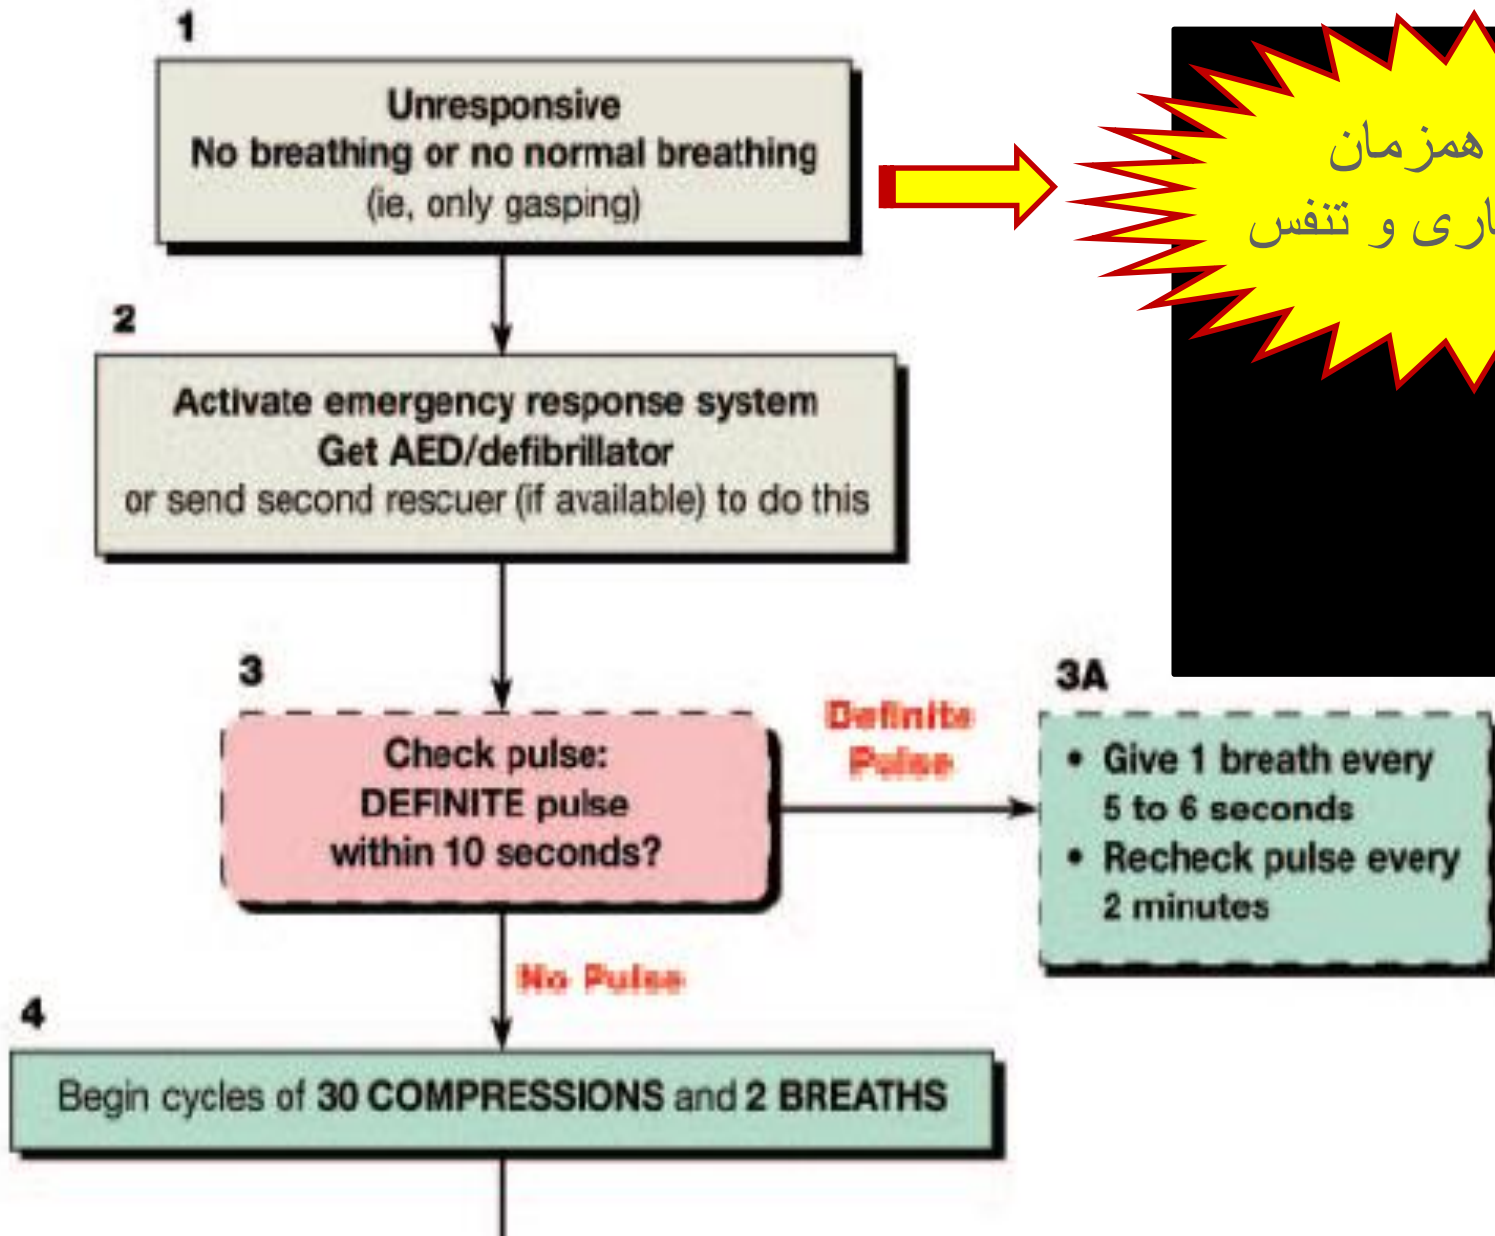 1
Unresponsive
No breathing or no normal breathing
(ie, only gasping)
همزمان
و تنفس
2
Activate emergency response system
Get AED/defibrillator
or send second rescuer (if available) to do this
3
Check pulse:
DEFINITE pulse
within 10 seconds?
Definite
Pulse
3A
• Give 1 breath every
5 to 6 seconds
• Recheck pulse every
2 minutes
No Pulse
4
Begin cycles of 30 COMPRESSIONS and 2 BREATHS